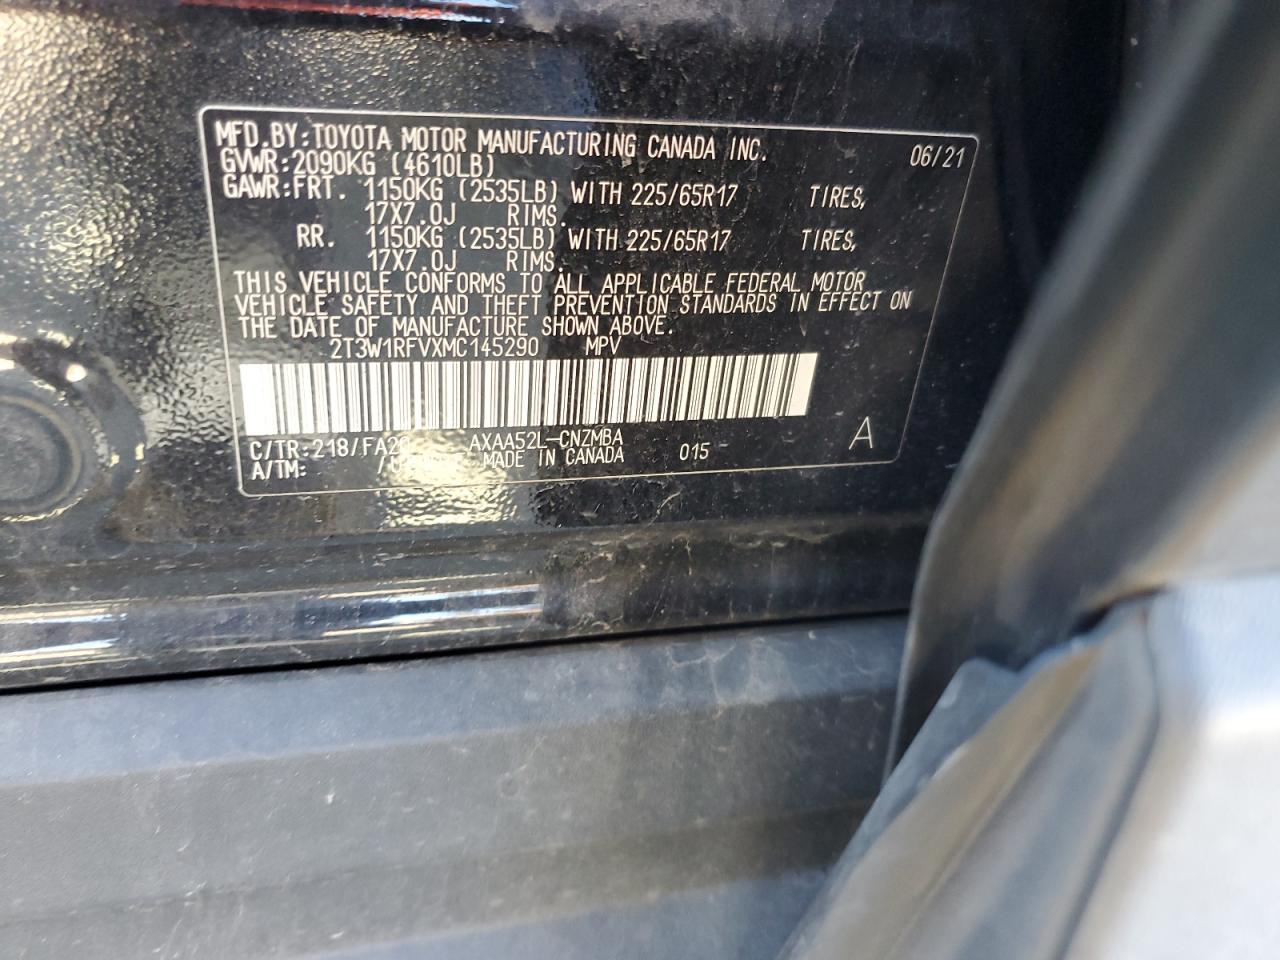 MFD.BY:TOYOTA MOTOR MANUFACTURING CANADA INC. 06/21
GVWR:2090KG (4610LB)
GAWR:FRT. 1150KG (2535LB) WITH 225/65R17 TIRES,
17X7.0J RIMS.
RR. 1150KG (2535LB) WITH 225/65R17 TIRES,
17X7.0J RIMS.
THIS VEHICLE CONFORMS TO ALL APPLICABLE FEDERAL MOTOR
VEHICLE SAFETY AND THEFT PREVENTION STANDARDS IN EFFECT ON
THE DATE OF MANUFACTURE SHOWN ABOVE.
2T3W1RFVXMC145290 MPV
C/TR:218/FA20 AXAA52L-CNZMBA 015 A
A/TM: MADE IN CANADA